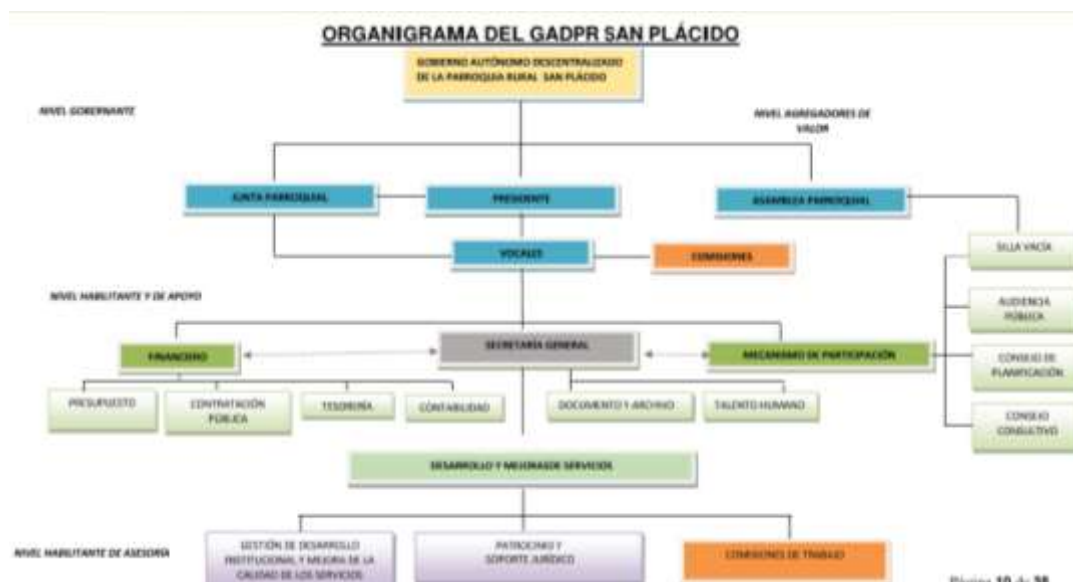 ORGANIGRAMA DEL GADPR SAN PLÁCIDO
GOBIERNO AUTÓNOMO DESCENTRALIZADO
DE LA PARROQUIA RURAL SAN PLÁCIDO
NIVEL GOBERNANTE
NIVEL AGREGADORES DE
VALOR
JUNTA PARROQUIAL
PRESIDENTE
ASAMBLEA PARROQUIAL
VOCALES
COMISIONES
SILLA VACÍA
NIVEL HABILITANTE Y DE APOYO
AUDIENCIA
PÚBLICA
FINANCIERO
SECRETARÍA GENERAL
MECANISMO DE PARTICIPACIÓN
CONSEJO DE
PLANIFICACIÓN
PRESUPUESTO
CONTRATACIÓN
PÚBLICA
TESORERÍA
CONTABILIDAD
DOCUMENTO Y ARCHIVO
TALENTO HUMANO
CONSEJO
CONSULTIVO
DESARROLLO Y MEJORASDE SERVICIOS
NIVEL HABILITANTE DE ASESORÍA
GESTIÓN DE DESARROLLO
INSTITUCIONAL Y MEJORA DE LA
CALIDAD DE LOS SERVICIOS
PATROCINIO Y
SOPORTE JURÍDICO
COMISIONES DE TRABAJO
Página 10 de 38